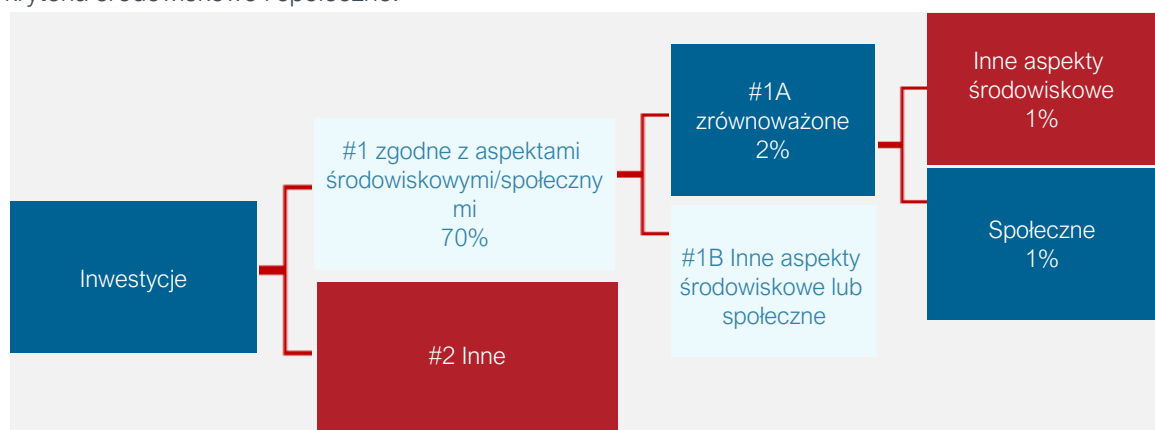 #1A
zrównoważone
2%
Inne aspekty
środowiskowe
1%
#1 zgodne z aspektami
środowiskowymi/społeczny
mi
70%
Inwestycje
#1B Inne aspekty
środowiskowe lub
społeczne
Społeczne
1%
#2 Inne